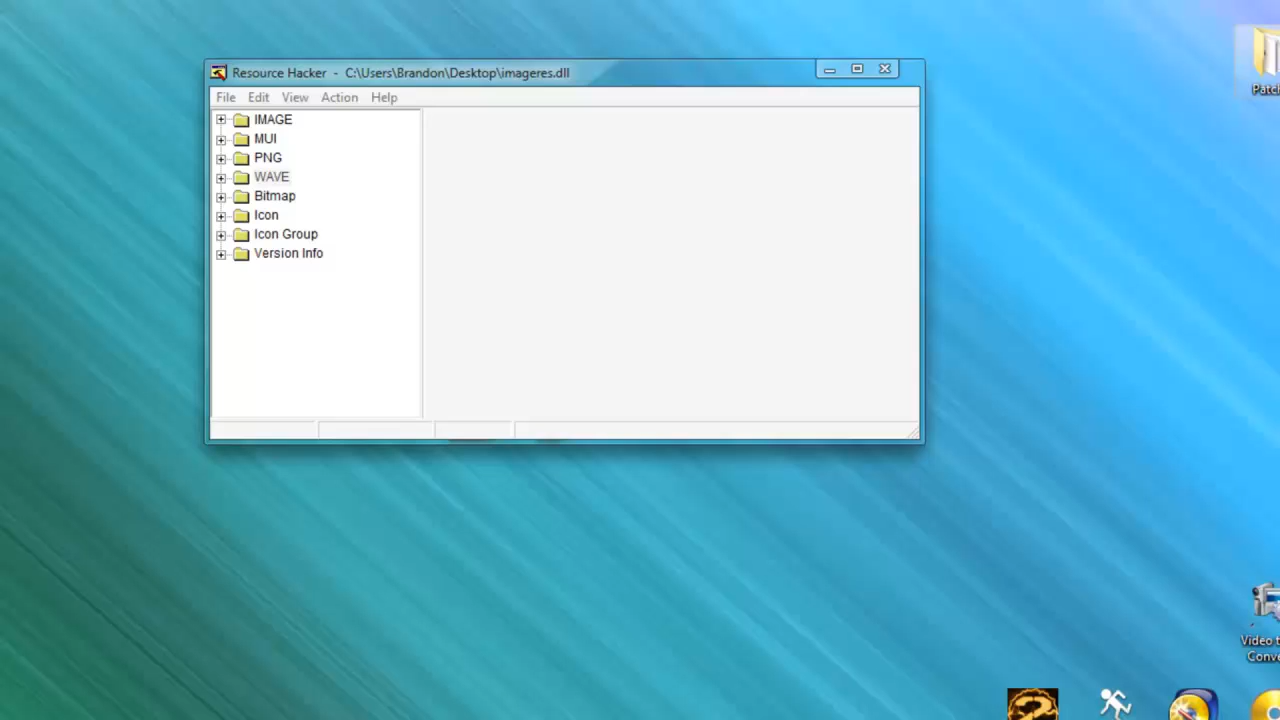 Resource Hacker - C:\Users\Brandon\Desktop\imageres.dll
File Edit View Action Help
IMAGE
MUI
PNG
WAVE
Bitmap
Icon
Icon Group
Version Info
Patch
Video t
Conve